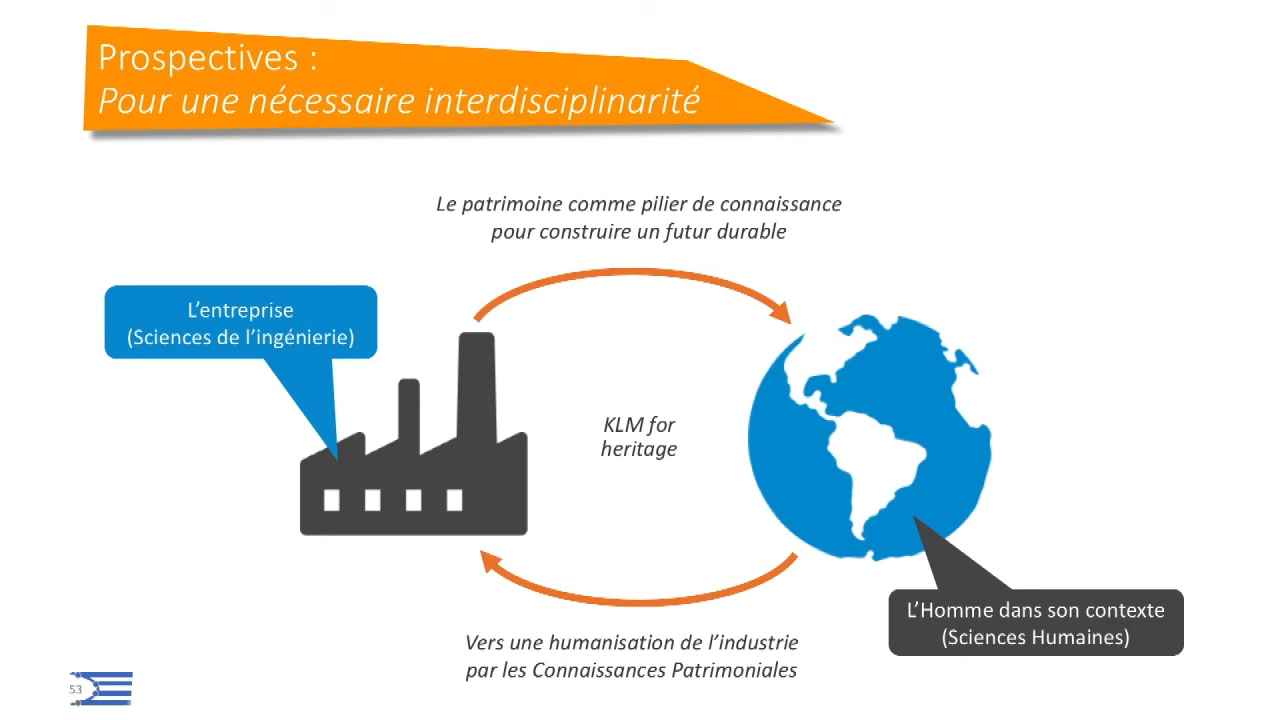 Prospectives :
Pour une nécessaire interdisciplinarité
Le patrimoine comme pilier de connaissance
pour construire un futur durable
L’entreprise
(Sciences de l’ingénierie)
KLM for
heritage
L’Homme dans son contexte
(Sciences Humaines)
Vers une humanisation de l’industrie
par les Connaissances Patrimoniales
53